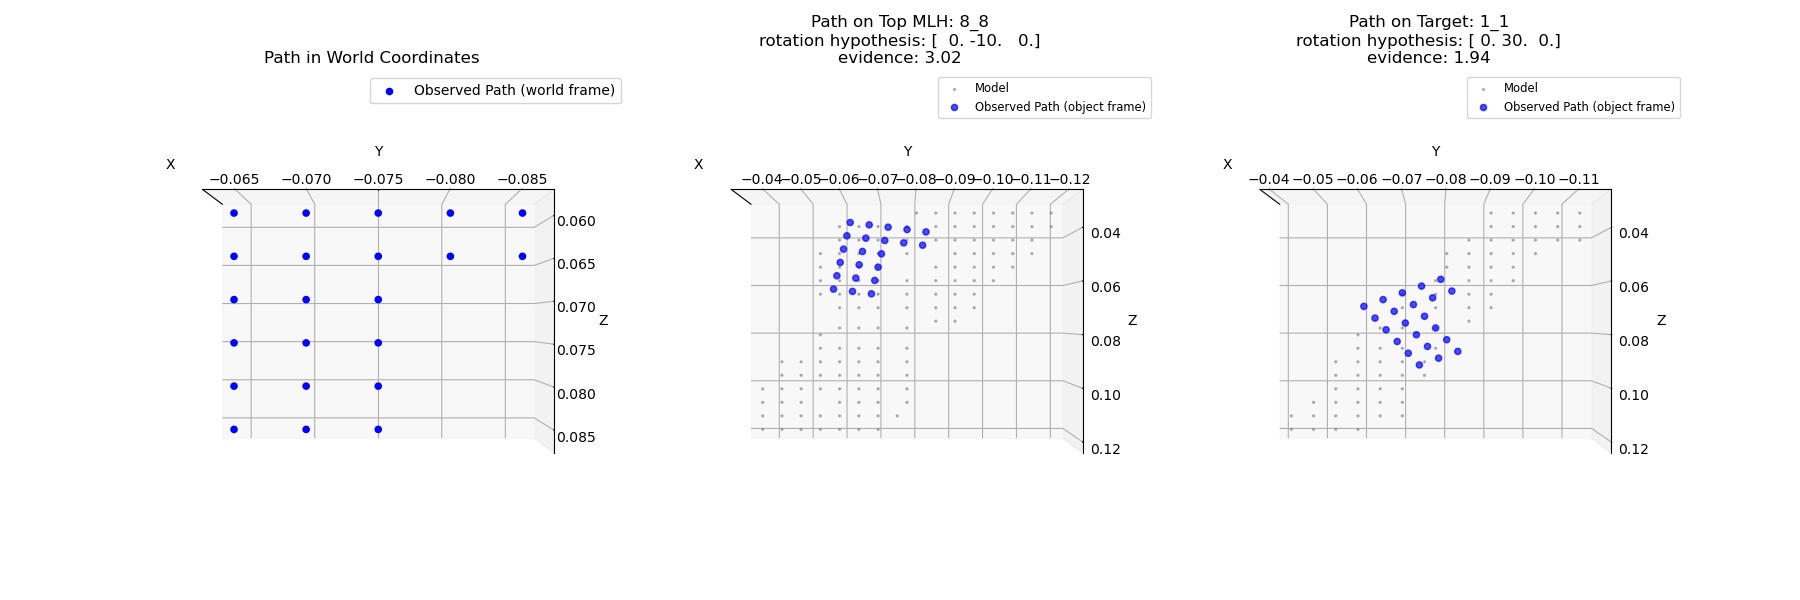 Path in World Coordinates
Observed Path (world frame)
X
Y
−0.065 −0.070 −0.075 −0.080 −0.085
0.060
0.065
0.070
Z
0.075
0.080
0.085
Path on Top MLH: 8_8
rotation hypothesis: [  0. -10.   0.]
evidence: 3.02
Model
Observed Path (object frame)
X
Y
−0.04 −0.05 −0.06 −0.07 −0.08 −0.09 −0.10 −0.11 −0.12
0.04
0.06
Z
0.08
0.10
0.12
Path on Target: 1_1
rotation hypothesis: [ 0. 30.  0.]
evidence: 1.94
Model
Observed Path (object frame)
X
Y
−0.04 −0.05 −0.06 −0.07 −0.08 −0.09 −0.10 −0.11
0.04
0.06
Z
0.08
0.10
0.12